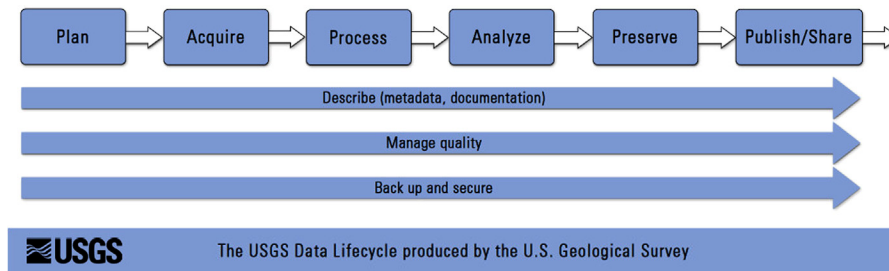 Plan
Acquire
Process
Analyze
Preserve
Publish/Share
Describe (metadata, documentation)
Manage quality
Back up and secure
USGS
The USGS Data Lifecycle produced by the U.S. Geological Survey